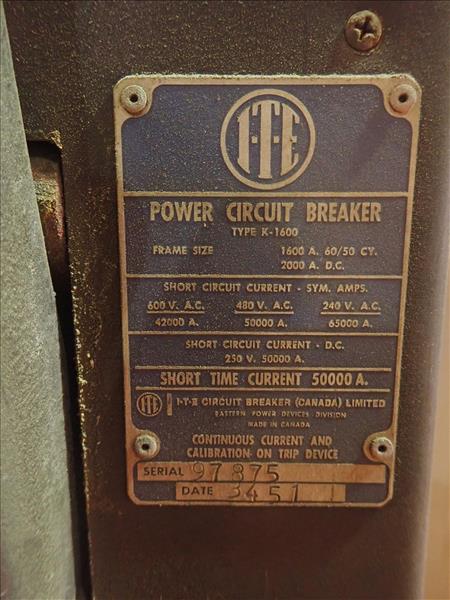 I-T-E
POWER CIRCUIT BREAKER
TYPE K-1600
FRAME SIZE 1600 A. 60/50 CY.
2000 A. D.C.
SHORT CIRCUIT CURRENT - SYM. AMPS.
600 V. A.C. 480 V. A.C. 240 V. A.C.
42000 A. 50000 A. 65000 A.
SHORT CIRCUIT CURRENT - D.C.
250 V. 50000 A.
SHORT TIME CURRENT 50000 A.
ITE I-T-E CIRCUIT BREAKER (CANADA) LIMITED
EASTERN POWER DEVICES DIVISION
MADE IN CANADA
CONTINUOUS CURRENT AND
CALIBRATION ON TRIP DEVICE
SERIAL 97875
DATE 3451